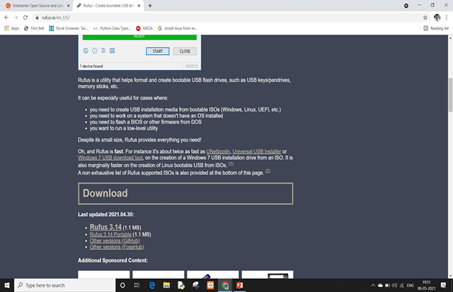 Enterprise Open Source and Lin
Rufus - Create bootable USB dri
rufus.ie/en_US/
Apps
Trust Bell
MPDA
Install linux from wi...
Reading list
START
CLOSE
1 device found
Rufus is a utility that helps format and create bootable USB flash drives, such as USB keys/pendrives,
memory sticks, etc.
It can be especially useful for cases where:
you need to create USB installation media from bootable ISOs (Windows, Linux, UEFI, etc.)
you need to work on a system that doesn't have an OS installed
you need to flash a BIOS or other firmware from DOS
you want to run a low-level utility
Despite its small size, Rufus provides everything you need!
Oh, and Rufus is fast. For instance it's about twice as fast as UNetbootin, Universal USB Installer or
Windows 7 USB download tool, on the creation of a Windows 7 USB installation drive from an ISO. It is
also marginally faster on the creation of Linux bootable USB from ISOs. (1)
A non exhaustive list of Rufus supported ISOs is also provided at the bottom of this page. (2)
Download
Last updated 2021.04.30:
Rufus 3.14 (1.1 MB)
Rufus 3.14 Portable (1.1 MB)
Other versions (GitHub)
Other versions (FossHub)
Additional Sponsored Content:
Type here to search
ENG
19:51
08-05-2021